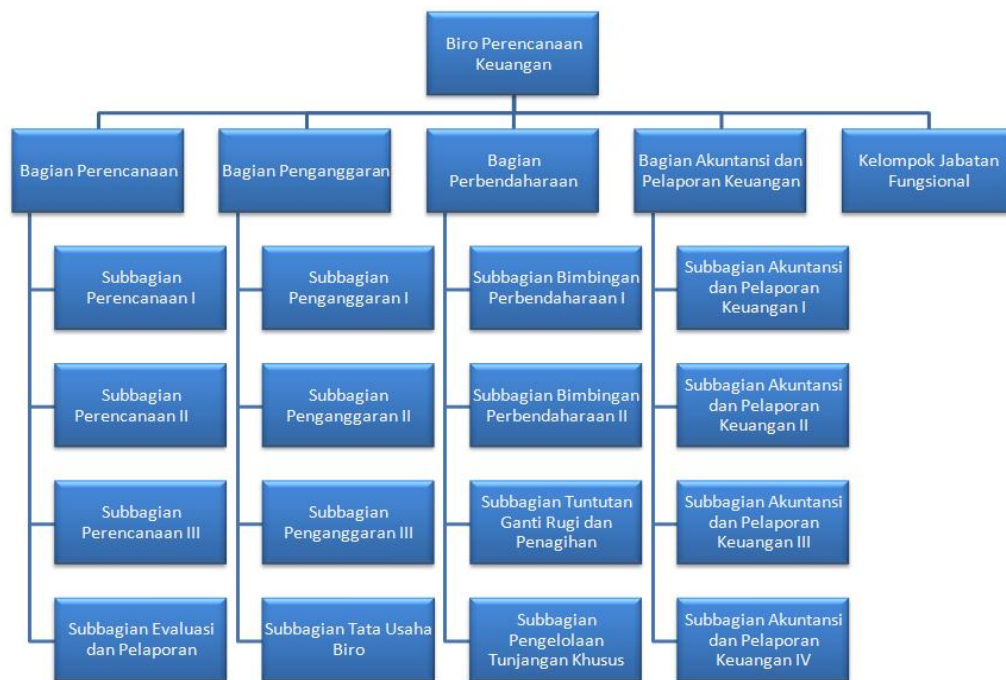 Biro Perencanaan
Keuangan
Bagian Perencanaan
Bagian Penganggaran
Bagian
Perbendaharaan
Bagian Akuntansi dan
Pelaporan Keuangan
Kelompok Jabatan
Fungsional
Subbagian
Perencanaan I
Subbagian
Perencanaan II
Subbagian
Perencanaan III
Subbagian Evaluasi
dan Pelaporan
Subbagian
Penganggaran I
Subbagian
Penganggaran II
Subbagian
Penganggaran III
Subbagian Tata Usaha
Biro
Subbagian Bimbingan
Perbendaharaan I
Subbagian Bimbingan
Perbendaharaan II
Subbagian Tuntutan
Ganti Rugi dan
Penagihan
Subbagian
Pengelolaan
Tunjangan Khusus
Subbagian Akuntansi
dan Pelaporan
Keuangan I
Subbagian Akuntansi
dan Pelaporan
Keuangan II
Subbagian Akuntansi
dan Pelaporan
Keuangan III
Subbagian Akuntansi
dan Pelaporan
Keuangan IV